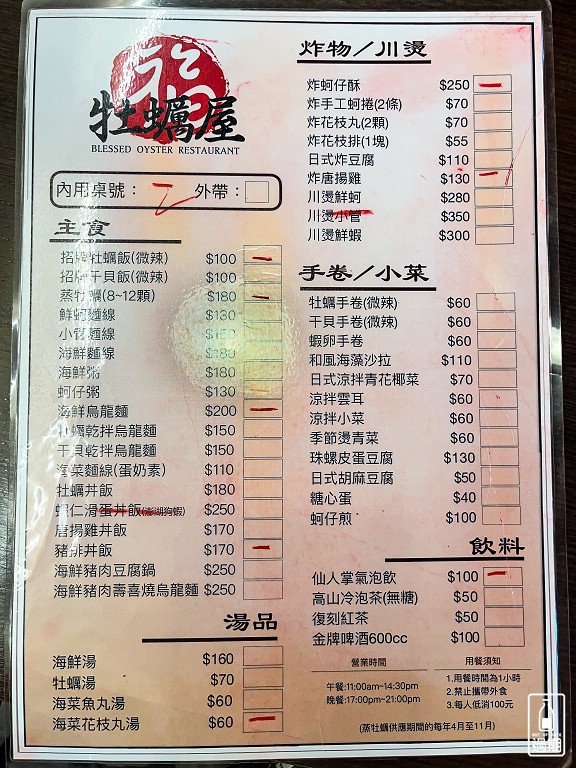 福
牡蠣屋
BLESSED OYSTER RESTAURANT
內用桌號： 外帶：
主食
招牌牡蠣飯(微辣) $100
招牌干貝飯(微辣) $100
蒸牡蠣(8~12顆) $180
鮮蚵麵線 $130
小管麵線
海鮮麵線 $180
海鮮粥 $180
蚵仔粥 $130
海鮮烏龍麵 $200
牡蠣乾拌烏龍麵 $150
干貝乾拌烏龍麵 $150
海菜麵線(蛋奶素) $110
牡蠣丼飯 $180
蝦仁滑蛋丼飯(澎湖狗蝦) $250
唐揚雞丼飯 $170
豬排丼飯 $170
海鮮豬肉豆腐鍋 $250
海鮮豬肉壽喜燒烏龍麵 $250
湯品
海鮮湯 $160
牡蠣湯 $70
海菜魚丸湯 $60
海菜花枝丸湯 $60
炸物／川燙
炸蚵仔酥 $250
炸手工蚵捲(2條) $70
炸花枝丸(2顆) $70
炸花枝排(1塊) $55
日式炸豆腐 $110
炸唐揚雞 $130
川燙鮮蚵 $280
川燙小管 $350
川燙鮮蝦 $300
手卷／小菜
牡蠣手卷(微辣) $60
干貝手卷(微辣) $60
蝦卵手卷 $60
和風海藻沙拉 $110
日式涼拌青花椰菜 $70
涼拌雲耳 $60
涼拌小菜 $60
季節燙青菜 $60
珠螺皮蛋豆腐 $130
日式胡麻豆腐 $50
糖心蛋 $40
蚵仔煎 $100
飲料
仙人掌氣泡飲 $100
高山冷泡茶(無糖) $50
復刻紅茶 $50
金牌啤酒600cc $100
營業時間
午餐:11:00am~14:30pm
晚餐:17:00pm~21:00pm
用餐須知
1.用餐時間為1小時
2.禁止攜帶外食
3.每人低消100元
(蒸牡蠣供應期間的每年4月至11月)